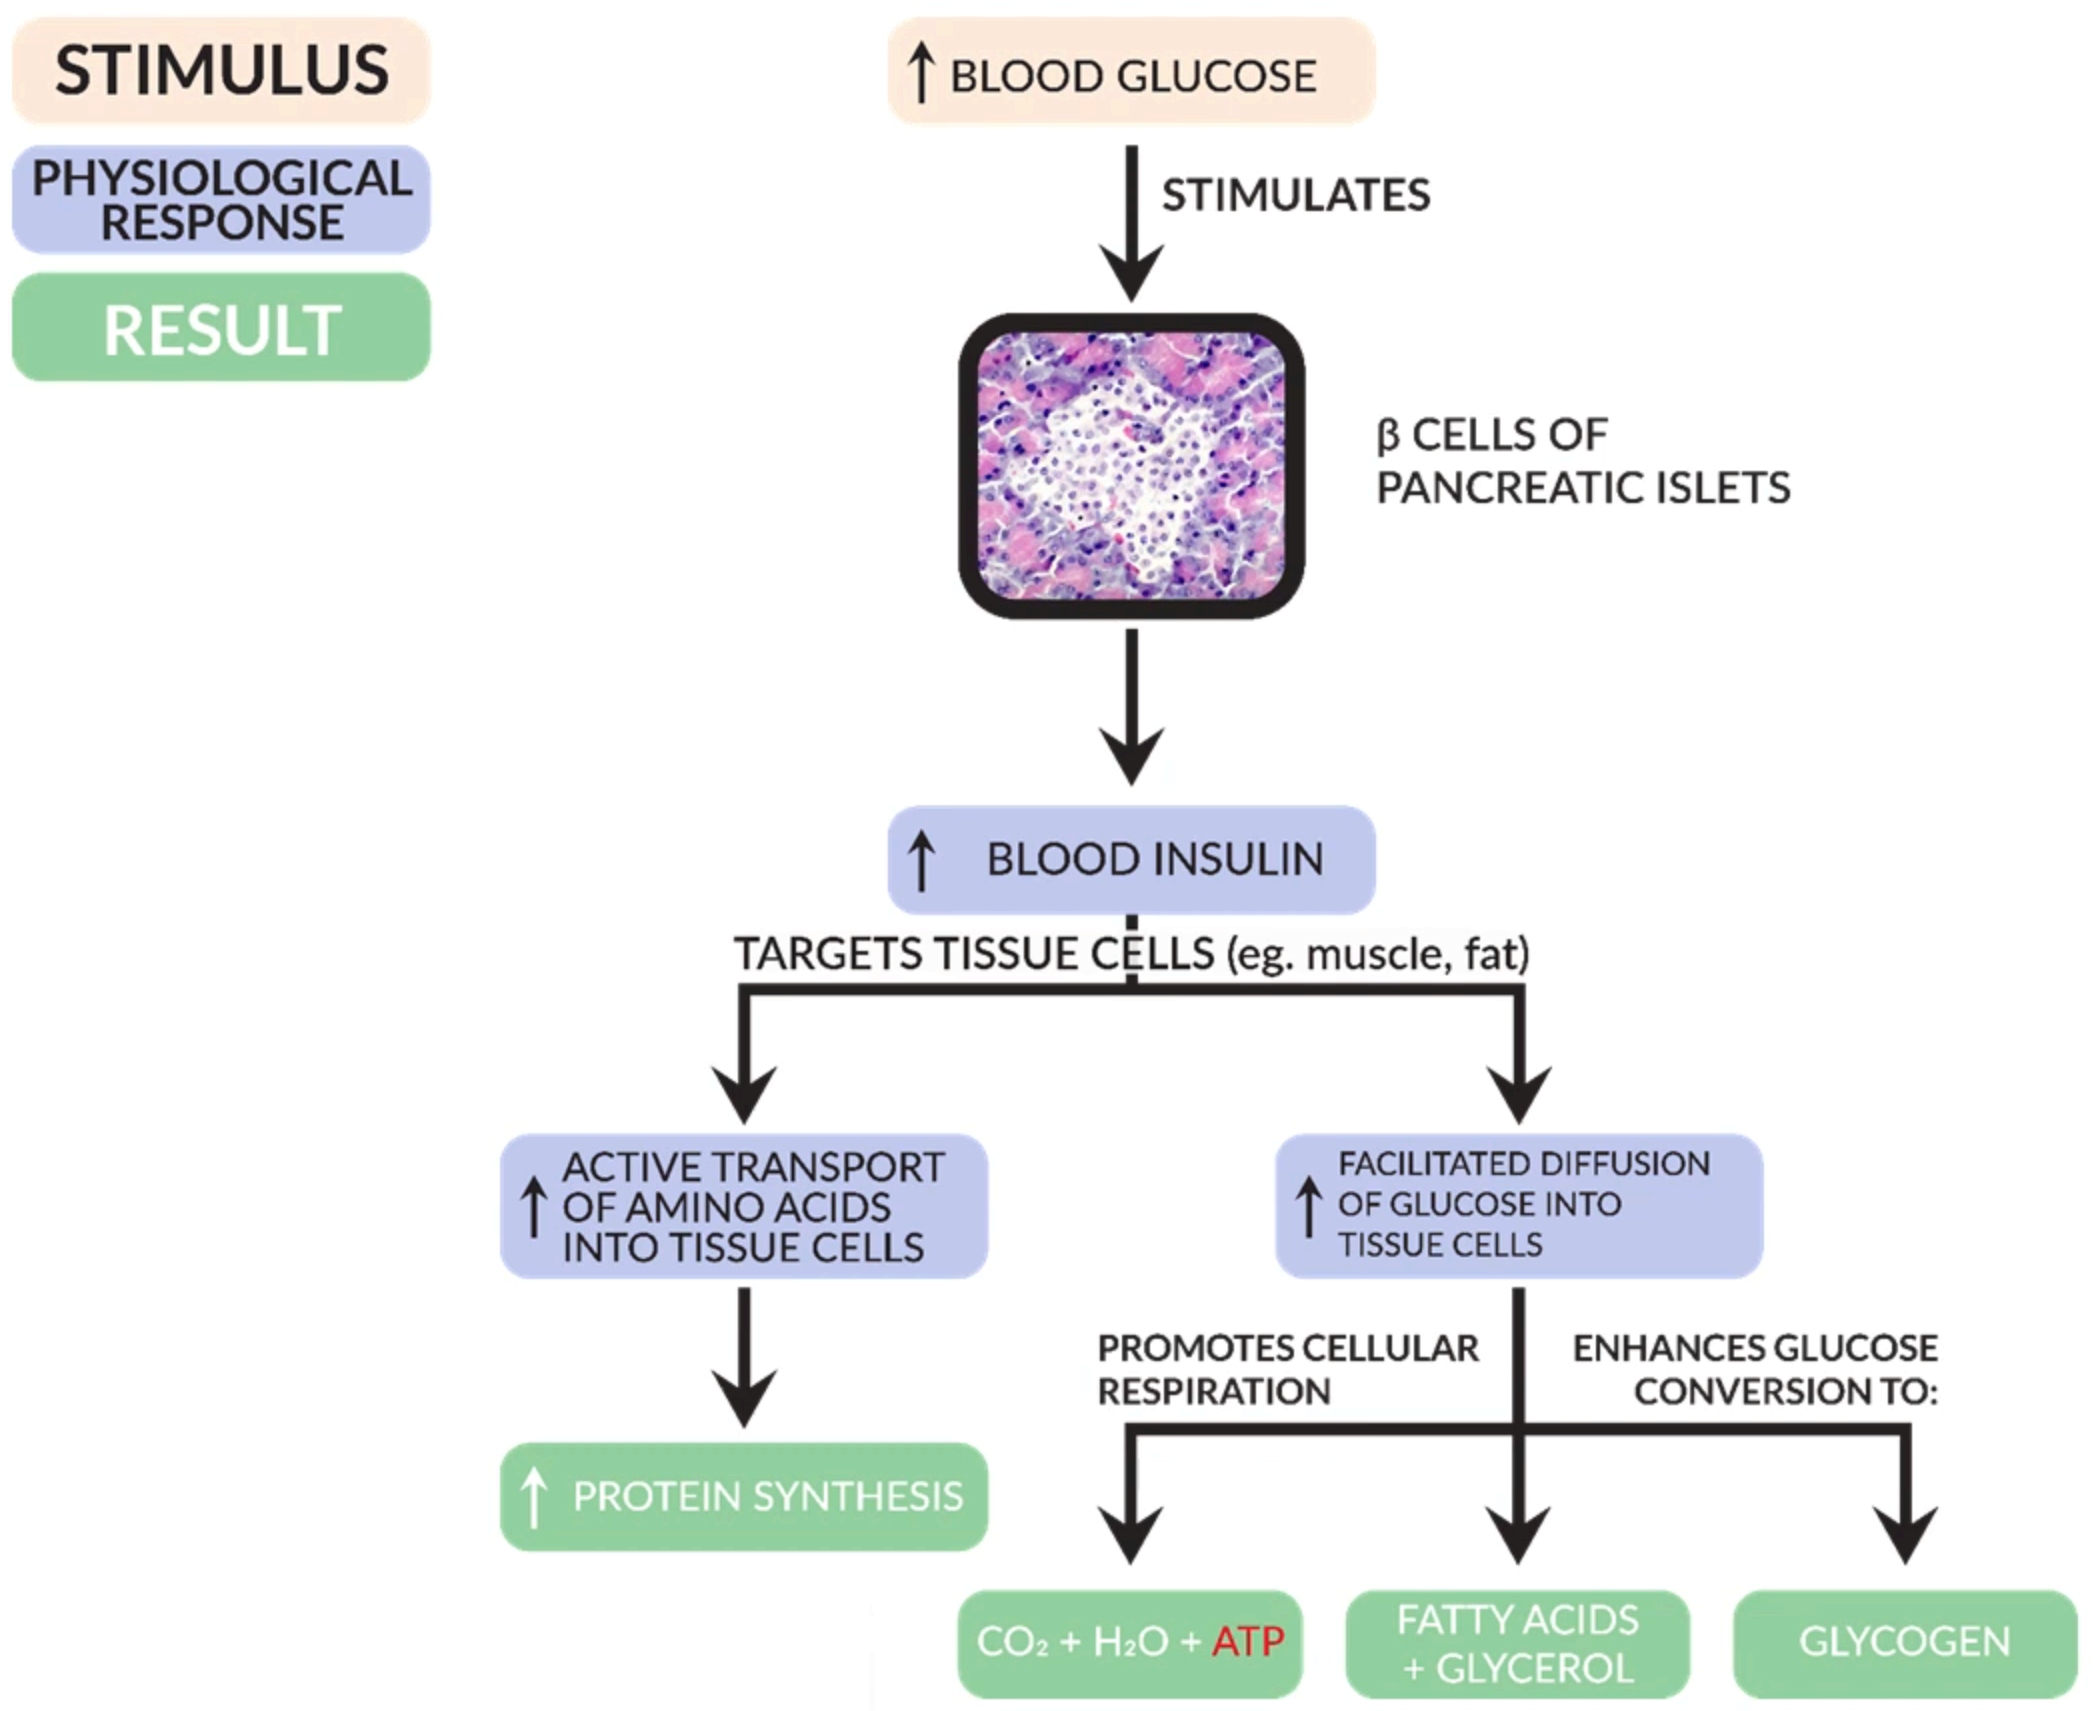 STIMULUS
PHYSIOLOGICAL
RESPONSE
RESULT
↑ BLOOD GLUCOSE
STIMULATES
β CELLS OF
PANCREATIC ISLETS
↑ BLOOD INSULIN
TARGETS TISSUE CELLS (eg. muscle, fat)
↑ ACTIVE TRANSPORT
OF AMINO ACIDS
INTO TISSUE CELLS
↑ FACILITATED DIFFUSION
OF GLUCOSE INTO
TISSUE CELLS
PROMOTES CELLULAR
RESPIRATION
ENHANCES GLUCOSE
CONVERSION TO:
↑ PROTEIN SYNTHESIS
CO₂ + H₂O + ATP
FATTY ACIDS
+ GLYCEROL
GLYCOGEN